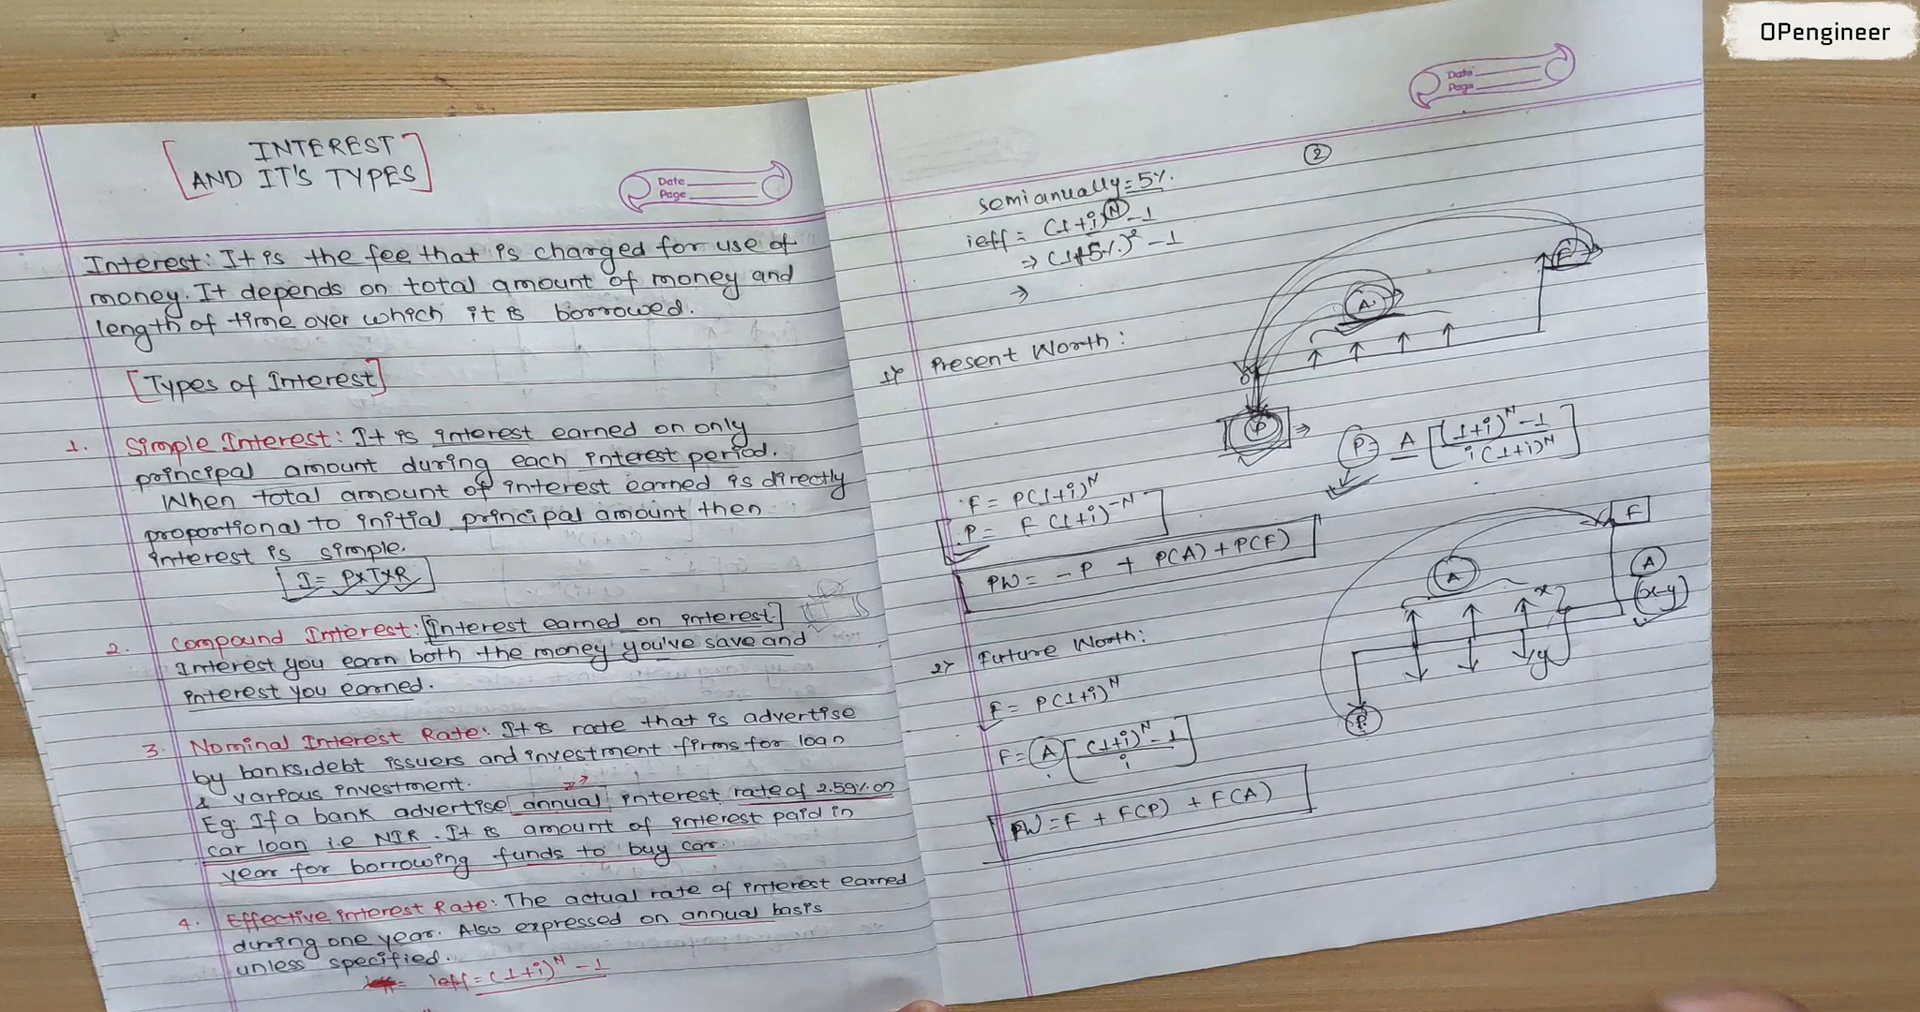 OPengineer
INTEREST
AND IT'S TYPES
Date
Page
Interest: It is the fee that is charged for use of
money. It depends on total amount of money and
length of time over which it is borrowed.
[Types of Interest]
1. Simple Interest: It is interest earned on only
principal amount during each interest period.
When total amount of interest earned is directly
proportional to initial principal amount then
interest is simple.
I = P×T×R
2. Compound Interest: [Interest earned on interest]
Interest you earn both the money you've save and
interest you earned.
3. Nominal Interest Rate: It is rate that is advertise
by banks, debt issuers and investment firms for loan
& various investment.
Eg: If a bank advertise annual interest rate of 2.59% on
car loan i.e NIR. It is amount of interest paid in
year for borrowing funds to buy car.
4. Effective interest Rate: The actual rate of interest earned
during one year. Also expressed on annual basis
unless specified.
ieff = (1+i)^N - 1
Date
Page
2
semianually = 5%.
ieff = (1+i)^N - 1
⇒ (1+5%)^2 - 1
⇒
1> Present Worth:
A
F
P
P = A [(1+i)^N - 1 / i(1+i)^N]
F = P(1+i)^N
P = F (1+i)^-N
PW = -P + P(A) + P(F)
2> Future Worth:
F
A
A
x
(x-y)
y
P
F = P(1+i)^N
F = A [(1+i)^N - 1 / i]
PW = F + F(P) + F(A)